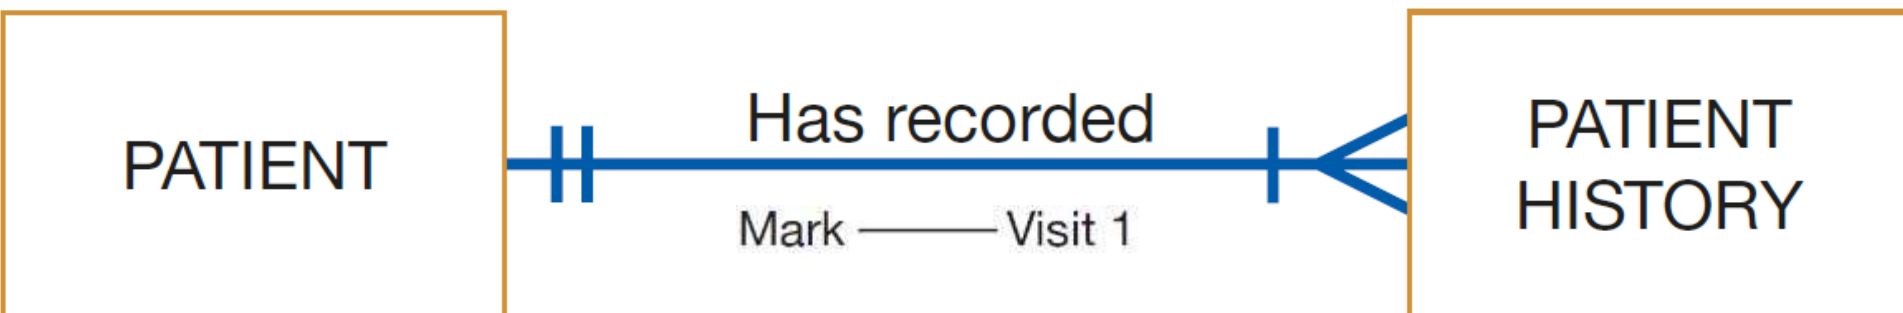 PATIENT
Has recorded
Mark Visit 1
PATIENT
HISTORY